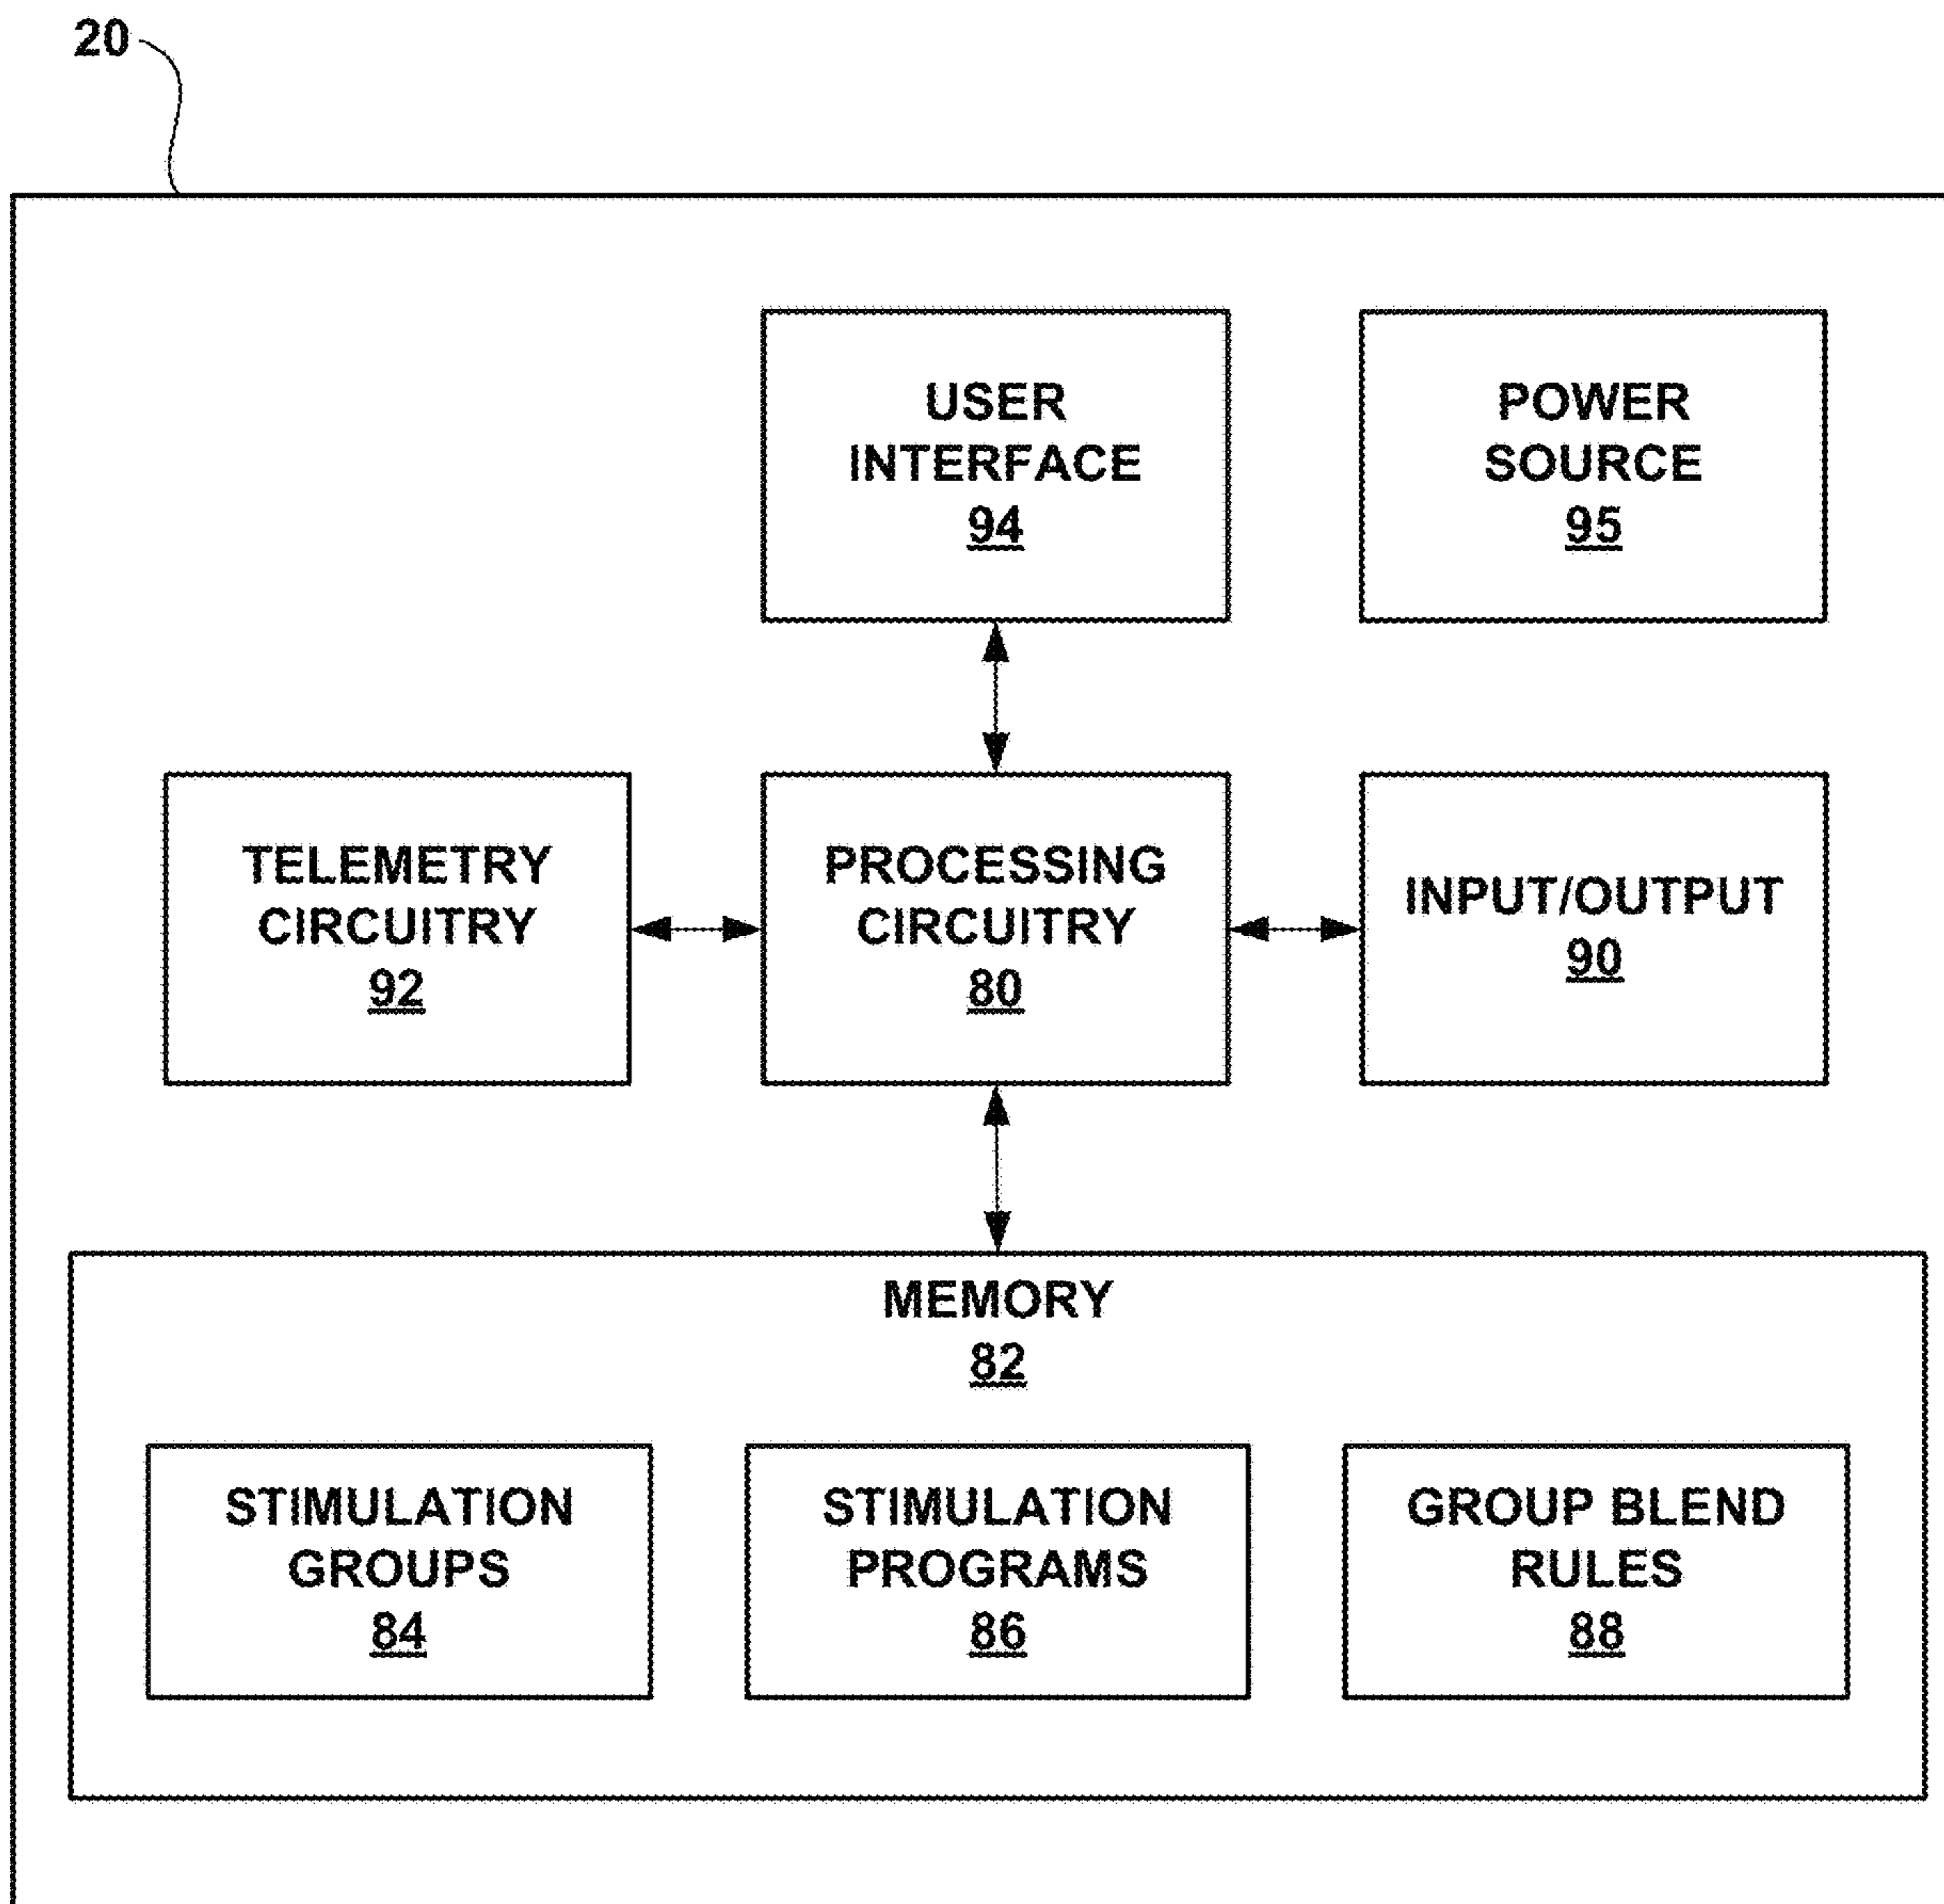 20
USER
INTERFACE
94
POWER
SOURCE
95
TELEMETRY
CIRCUITRY
92
PROCESSING
CIRCUITRY
80
INPUT/OUTPUT
90
MEMORY
82
STIMULATION
GROUPS
84
STIMULATION
PROGRAMS
86
GROUP BLEND
RULES
88